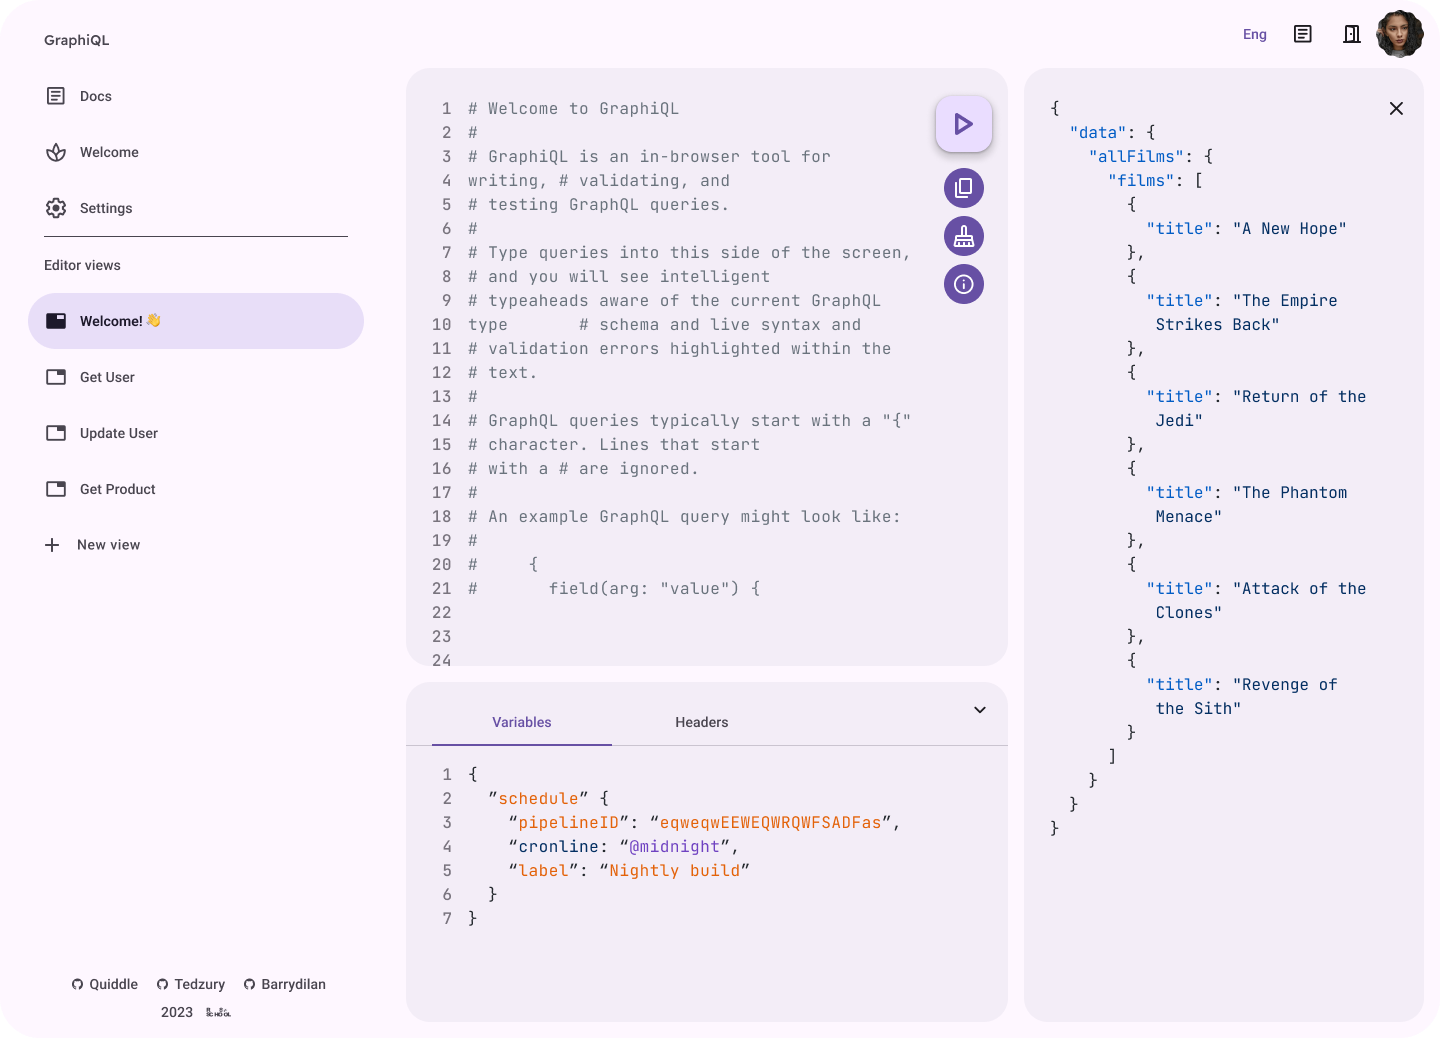 GraphiQL
Docs
Welcome
Settings
Editor views
Welcome! 👋
Get User
Update User
Get Product
New view
Quiddle Tedzury Barrydilan
2023
Eng
1 # Welcome to GraphiQL
2 #
3 # GraphiQL is an in-browser tool for
4 writing, # validating, and
5 # testing GraphQL queries.
6 #
7 # Type queries into this side of the screen,
8 # and you will see intelligent
9 # typeaheads aware of the current GraphQL
10 type       # schema and live syntax and
11 # validation errors highlighted within the
12 # text.
13 #
14 # GraphQL queries typically start with a "{"
15 # character. Lines that start
16 # with a # are ignored.
17 #
18 # An example GraphQL query might look like:
19 #
20 #     {
21 #       field(arg: "value") {
22
23
24
Variables
Headers
1 {
2   ”schedule” {
3     “pipelineID”: “eqweqwEEWEQWRQWFSADFas”,
4     “cronline: “@midnight”,
5     “label”: “Nightly build”
6   }
7 }
{
  "data": {
    "allFilms": {
      "films": [
        {
          "title": "A New Hope"
        },
        {
          "title": "The Empire
           Strikes Back"
        },
        {
          "title": "Return of the
           Jedi"
        },
        {
          "title": "The Phantom
           Menace"
        },
        {
          "title": "Attack of the
           Clones"
        },
        {
          "title": "Revenge of
           the Sith"
        }
      ]
    }
  }
}